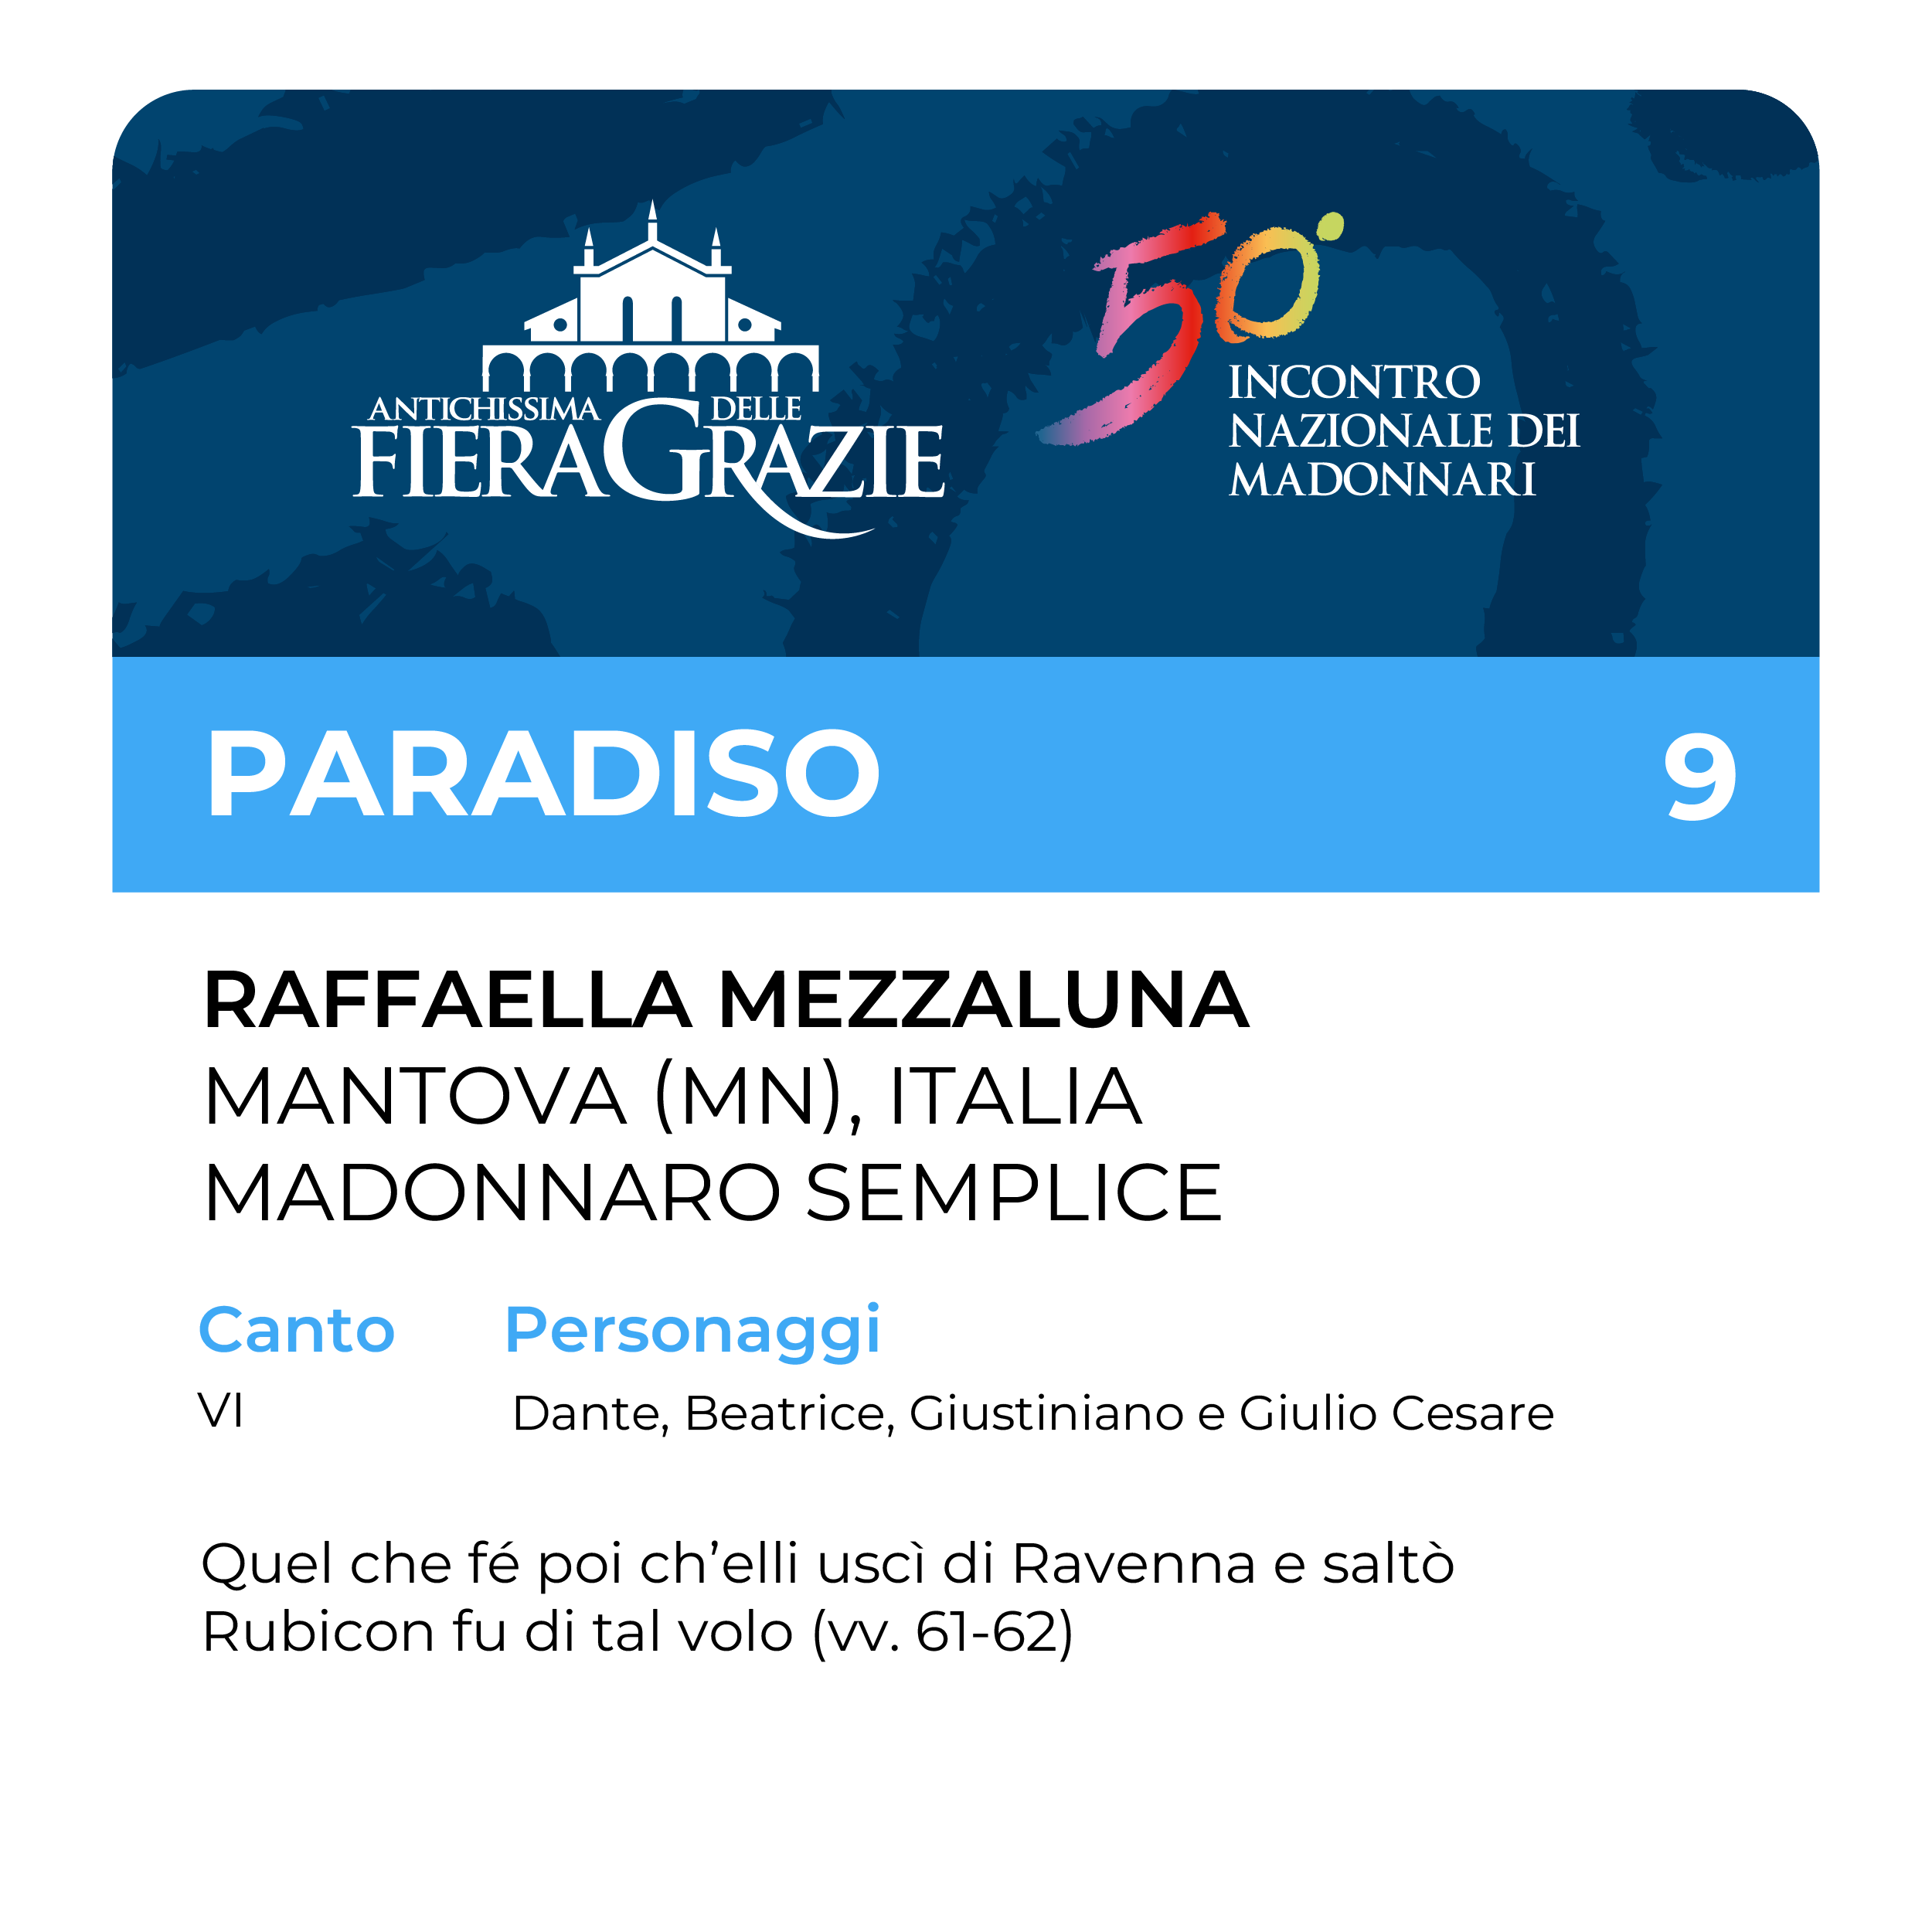 ANTICHISSIMA DELLE
FIERAGRAZIE
50°
INCONTRO
NAZIONALE DEI
MADONNARI
PARADISO 9
RAFFAELLA MEZZALUNA
MANTOVA (MN), ITALIA
MADONNARO SEMPLICE
Canto Personaggi
VI Dante, Beatrice, Giustiniano e Giulio Cesare
Quel che fé poi ch’elli uscì di Ravenna e saltò
Rubicon fu di tal volo (vv. 61-62)